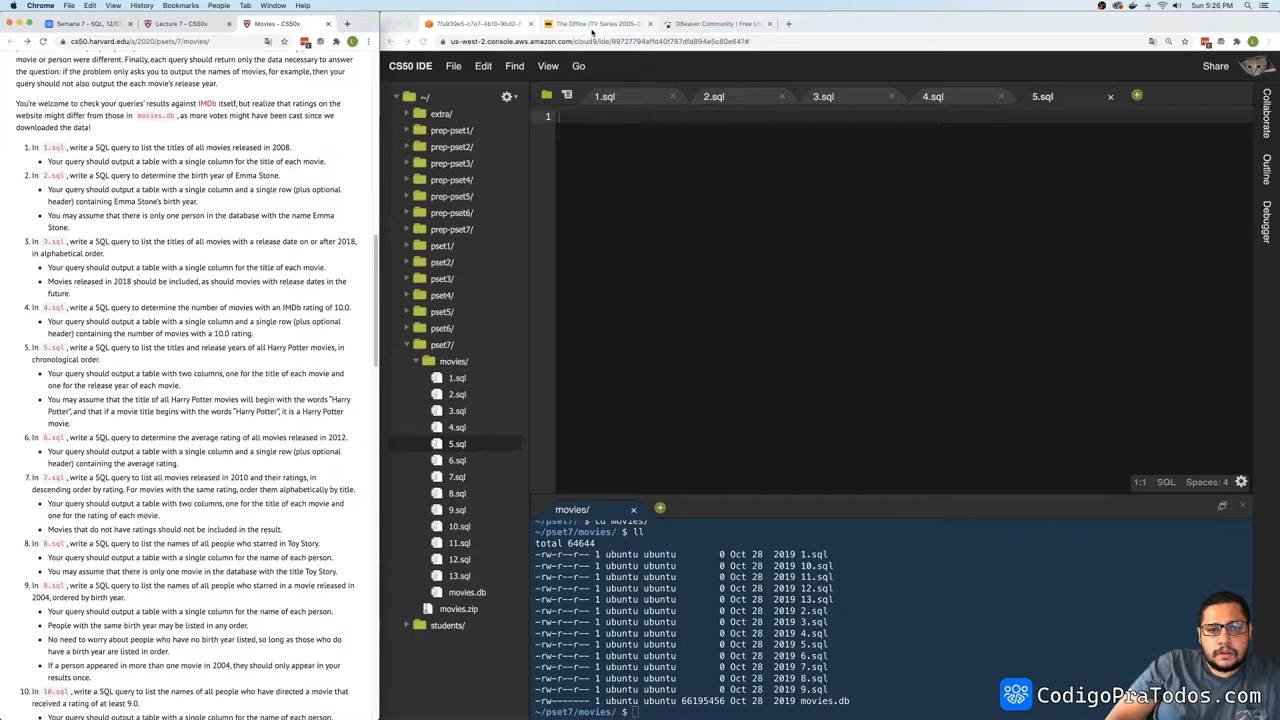 Chrome File Edit View History Bookmarks People Tab Window Help
Sun 5:26 PM
Semana 7 - SQL, 12/07
Lecture 7 - CS50x
Movies - CS50x
7fa939e5-c7e7-4b10-9bd2-
The Office (TV Series 2005–2
DBeaver Community | Free Un
cs50.harvard.edu/x/2020/psets/7/movies/
us-west-2.console.aws.amazon.com/cloud9/ide/99727794affd40f787dfd894e5c80e64?#
movie or person were different. Finally, each query should return only the data necessary to answer
the question: if the problem only asks you to output the names of movies, for example, then your
query should not also output the each movie's release year.
You're welcome to check your queries' results against IMDb itself, but realize that ratings on the
website might differ from those in movies.db, as more votes might have been cast since we
downloaded the data!
1. In 1.sql, write a SQL query to list the titles of all movies released in 2008.
• Your query should output a table with a single column for the title of each movie.
2. In 2.sql, write a SQL query to determine the birth year of Emma Stone.
• Your query should output a table with a single column and a single row (plus optional
header) containing Emma Stone's birth year.
• You may assume that there is only one person in the database with the name Emma
Stone.
3. In 3.sql, write a SQL query to list the titles of all movies with a release date on or after 2018,
in alphabetical order.
• Your query should output a table with a single column for the title of each movie.
• Movies released in 2018 should be included, as should movies with release dates in the
future.
4. In 4.sql, write a SQL query to determine the number of movies with an IMDb rating of 10.0.
• Your query should output a table with a single column and a single row (plus optional
header) containing the number of movies with a 10.0 rating.
5. In 5.sql, write a SQL query to list the titles and release years of all Harry Potter movies, in
chronological order.
• Your query should output a table with two columns, one for the title of each movie and
one for the release year of each movie.
• You may assume that the title of all Harry Potter movies will begin with the words "Harry
Potter", and that if a movie title begins with the words "Harry Potter", it is a Harry Potter
movie.
6. In 6.sql, write a SQL query to determine the average rating of all movies released in 2012.
• Your query should output a table with a single column and a single row (plus optional
header) containing the average rating.
7. In 7.sql, write a SQL query to list all movies released in 2010 and their ratings, in
descending order by rating. For movies with the same rating, order them alphabetically by title.
• Your query should output a table with two columns, one for the title of each movie and
one for the rating of each movie.
• Movies that do not have ratings should not be included in the result.
8. In 8.sql, write a SQL query to list the names of all people who starred in Toy Story.
• Your query should output a table with a single column for the name of each person.
• You may assume that there is only one movie in the database with the title Toy Story.
9. In 9.sql, write a SQL query to list the names of all people who starred in a movie released in
2004, ordered by birth year.
• Your query should output a table with a single column for the name of each person.
• People with the same birth year may be listed in any order.
• No need to worry about people who have no birth year listed, so long as those who do
have a birth year are listed in order.
• If a person appeared in more than one movie in 2004, they should only appear in your
results once.
10. In 10.sql, write a SQL query to list the names of all people who have directed a movie that
received a rating of at least 9.0.
• Your query should output a table with a single column for the name of each person.
CS50 IDE File Edit Find View Go
Share
~/
extra/
prep-pset1/
prep-pset2/
prep-pset3/
prep-pset4/
prep-pset5/
prep-pset6/
prep-pset7/
pset1/
pset2/
pset3/
pset4/
pset5/
pset6/
pset7/
movies/
1.sql
2.sql
3.sql
4.sql
5.sql
6.sql
7.sql
8.sql
9.sql
10.sql
11.sql
12.sql
13.sql
movies.db
movies.zip
students/
1.sql 2.sql 3.sql 4.sql 5.sql
1
1:1 SQL Spaces: 4
Collaborate
Outline
Debugger
movies/
~/pset7/ $ cd movies/
~/pset7/movies/ $ ll
total 64644
-rw-r--r-- 1 ubuntu ubuntu 0 Oct 28 2019 1.sql
-rw-r--r-- 1 ubuntu ubuntu 0 Oct 28 2019 10.sql
-rw-r--r-- 1 ubuntu ubuntu 0 Oct 28 2019 11.sql
-rw-r--r-- 1 ubuntu ubuntu 0 Oct 28 2019 12.sql
-rw-r--r-- 1 ubuntu ubuntu 0 Oct 28 2019 13.sql
-rw-r--r-- 1 ubuntu ubuntu 0 Oct 28 2019 2.sql
-rw-r--r-- 1 ubuntu ubuntu 0 Oct 28 2019 3.sql
-rw-r--r-- 1 ubuntu ubuntu 0 Oct 28 2019 4.sql
-rw-r--r-- 1 ubuntu ubuntu 0 Oct 28 2019 5.sql
-rw-r--r-- 1 ubuntu ubuntu 0 Oct 28 2019 6.sql
-rw-r--r-- 1 ubuntu ubuntu 0 Oct 28 2019 7.sql
-rw-r--r-- 1 ubuntu ubuntu 0 Oct 28 2019 8.sql
-rw-r--r-- 1 ubuntu ubuntu 0 Oct 28 2019 9.sql
-rw-r--r-- 1 ubuntu ubuntu 66195456 Oct 28 2019 movies.db
~/pset7/movies/ $
CodigoPraTodos.com